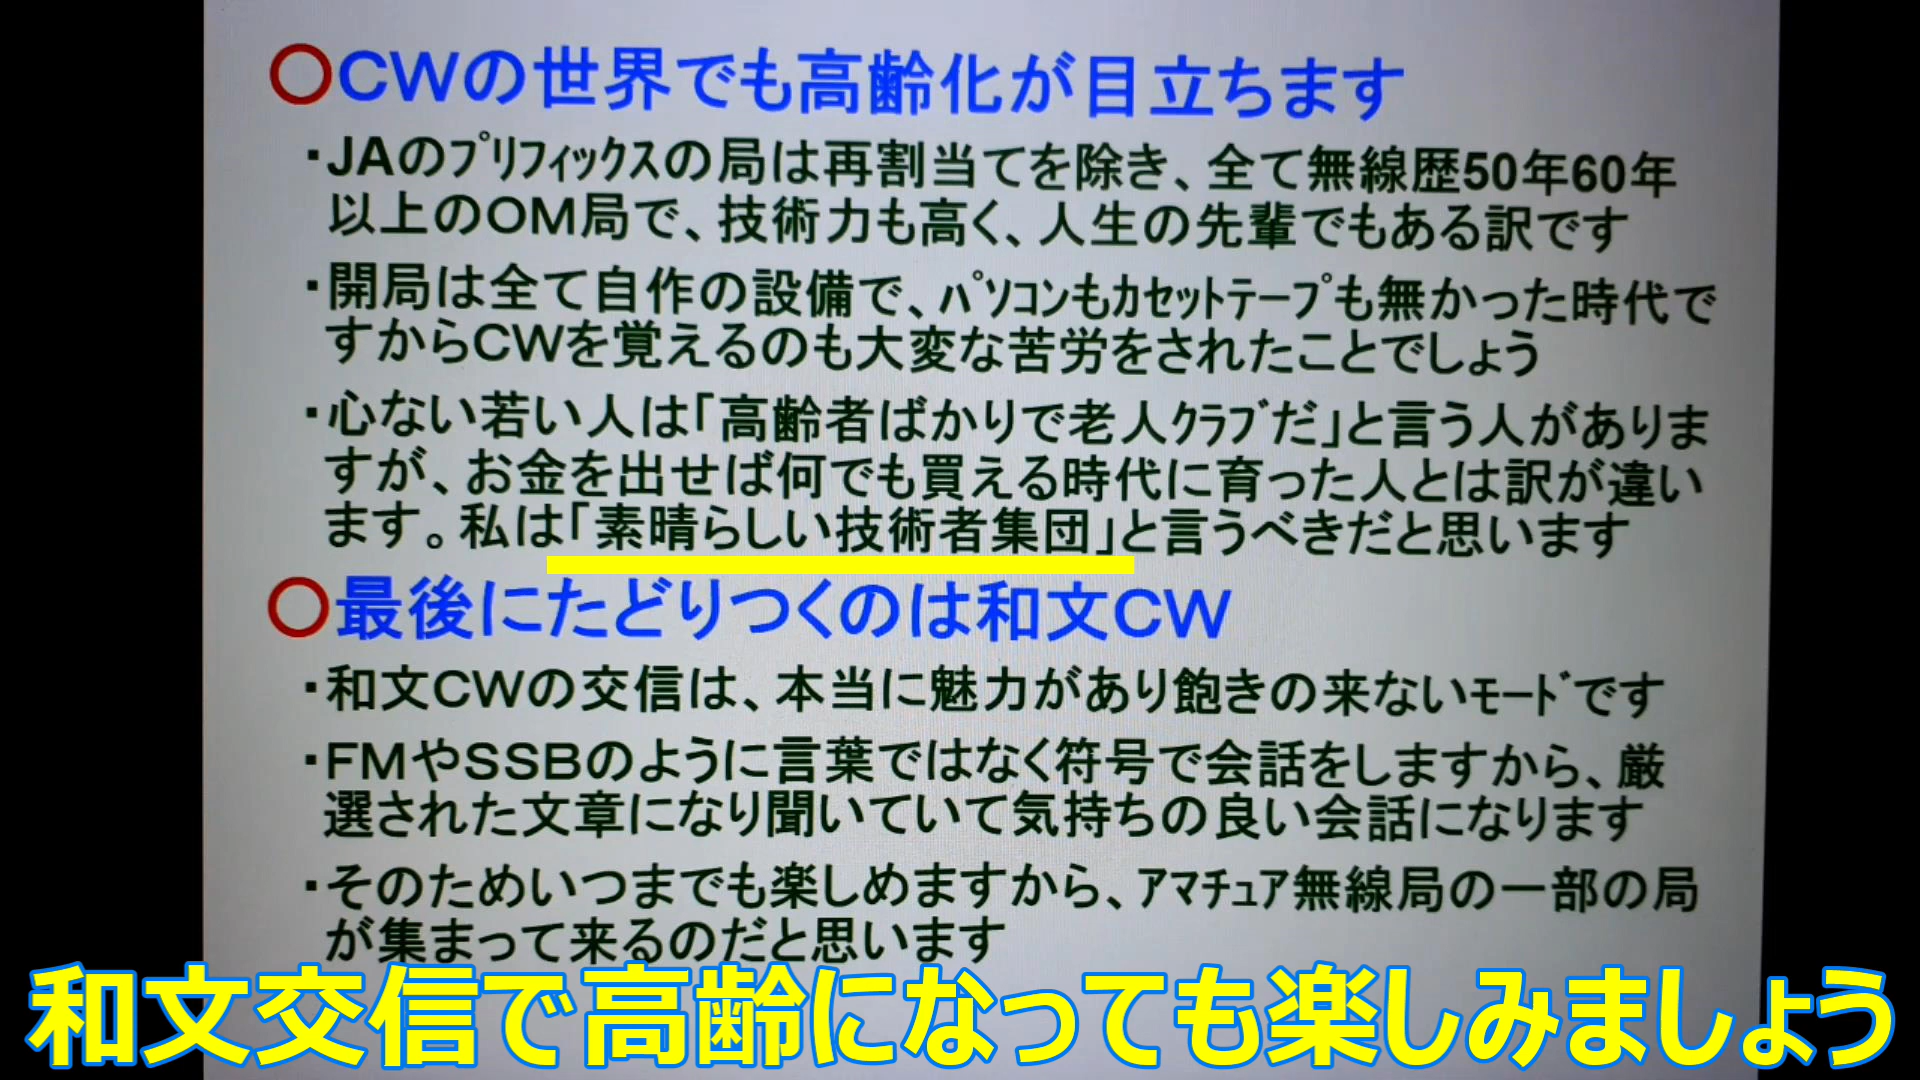 ○CWの世界でも高齢化が目立ちます
・JAのﾌﾟﾘﾌｨｯｸｽの局は再割当てを除き、全て無線歴50年60年
以上のOM局で、技術力も高く、人生の先輩でもある訳です
・開局は全て自作の設備で、ﾊﾟｿｺﾝもｶｾｯﾄﾃｰﾌﾟも無かった時代で
すからCWを覚えるのも大変な苦労をされたことでしょう
・心ない若い人は｢高齢者ばかりで老人ｸﾗﾌﾞだ｣と言う人がありま
すが、お金を出せば何でも買える時代に育った人とは訳が違い
ます。私は｢素晴らしい技術者集団｣と言うべきだと思います
○最後にたどりつくのは和文CW
・和文CWの交信は、本当に魅力があり飽きの来ないﾓｰﾄﾞです
・FMやSSBのように言葉ではなく符号で会話をしますから、厳
選された文章になり聞いていて気持ちの良い会話になります
・そのためいつまでも楽しめますから、ｱﾏﾁｭｱ無線局の一部の局
が集まって来るのだと思います
和文交信で高齢になっても楽しみましょう